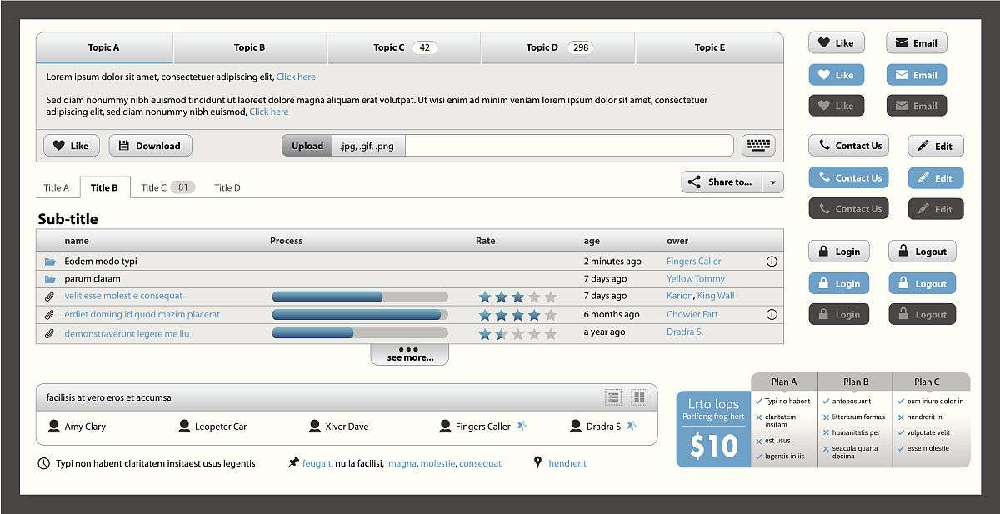 Topic A Topic B Topic C 42 Topic D 298 Topic E
Lorem ipsum dolor sit amet, consectetuer adipiscing elit, Click here
Sed diam nonummy nibh euismod tincidunt ut laoreet dolore magna aliquam erat volutpat. Ut wisi enim ad minim veniam lorem ipsum dolor sit amet, consectetuer
adipiscing elit, sed diam nonummy nibh euismod, Click here
Like Download Upload .jpg, .gif, .png
Title A Title B Title C 81 Title D
Share to...
Sub-title
name Process Rate age ower
Eodem modo typi 2 minutes ago Fingers Caller
parum claram 7 days ago Yellow Tommy
velit esse molestie consequat 7 days ago Karion, King Wall
erdiet doming id quod mazim placerat 6 months ago Chowier Fatt
demonstraverunt legere me liu a year ago Dradra S.
see more...
facilisis at vero eros et accumsa
Amy Clary Leopeter Car Xiver Dave Fingers Caller Dradra S.
Typi non habent claritatem insitaest usus legentis
feugait, nulla facilisi, magna, molestie, consequat
hendrerit
Like Email
Like Email
Like Email
Contact Us Edit
Contact Us Edit
Contact Us Edit
Login Logout
Login Logout
Login Logout
Lrto lops
Porlfong frog hert
$10
Plan A
Typi no habent
claritatem
insitam
est usus
legentis in iis
Plan B
anteposuerit
litterarum formas
humanitatis per
seacula quarta
decima
Plan C
eum iriure dolor in
hendrerit in
vulputate velit
esse molestie